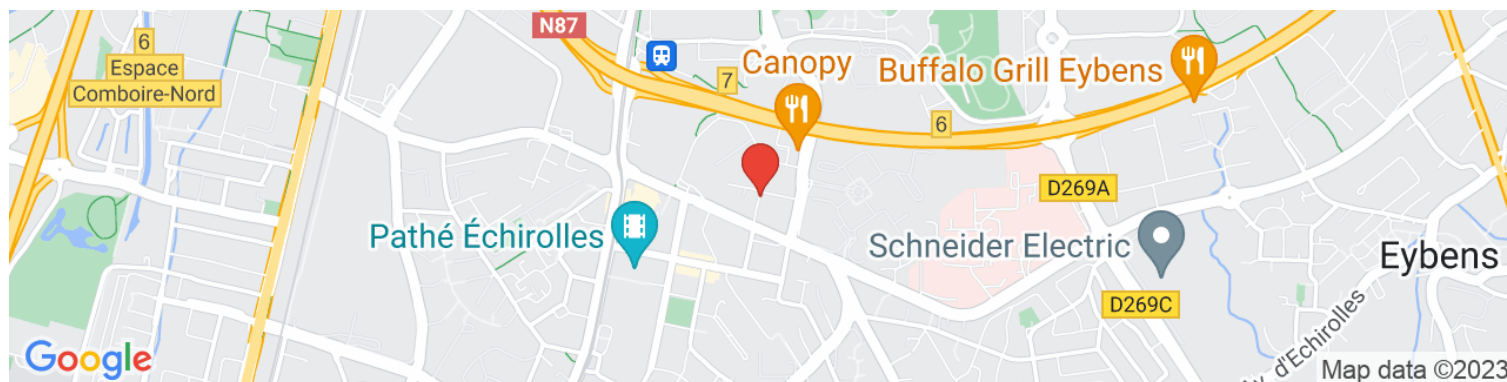 N87
6
Espace
Comboire-Nord
7
Canopy
Buffalo Grill Eybens
6
D269A
Pathé Échirolles
Schneider Electric
Eybens
D269C
Av. d'Echirolles
Google
Map data ©2023